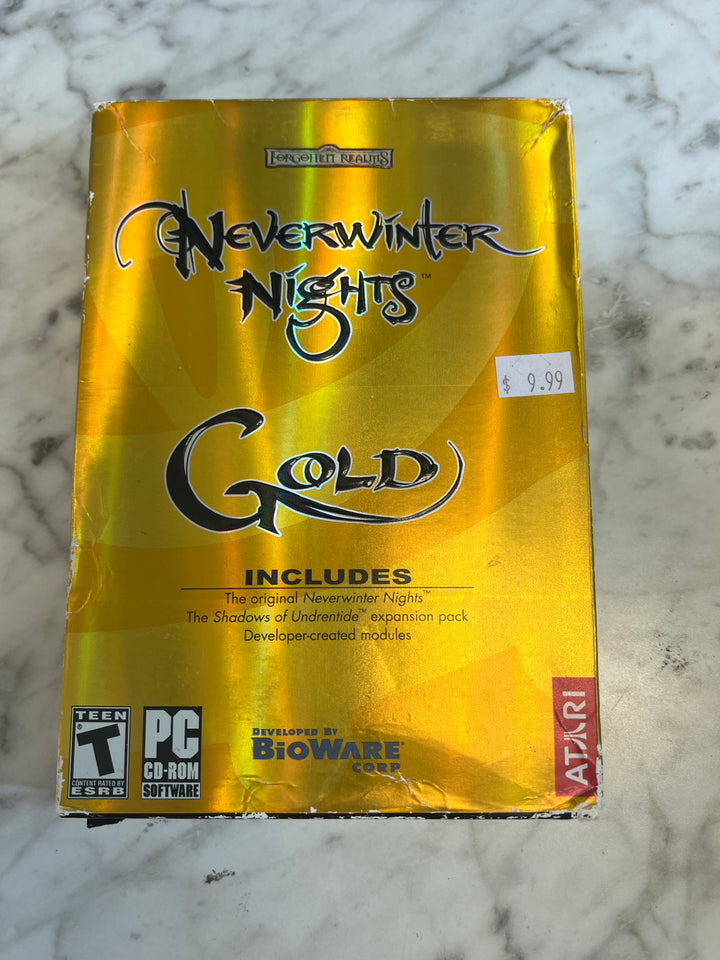 FORGOTTEN REALMS
NEVERWINTER
NIGHTS™
$ 9.99
GOLD
INCLUDES
The original Neverwinter Nights™
The Shadows of Undrentide™ expansion pack
Developer-created modules
TEEN
T
CONTENT RATED BY
ESRB
PC
CD-ROM
SOFTWARE
DEVELOPED BY
BIOWARE
CORP
ATARI